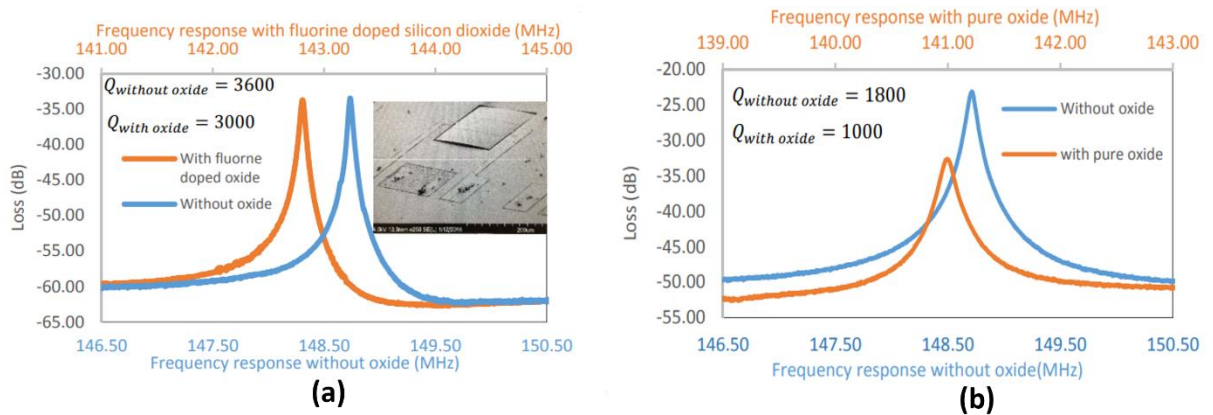 Frequency response with fluorine doped silicon dioxide (MHz)
141.00 142.00 143.00 144.00 145.00
-30.00
-35.00
-40.00
-45.00
-50.00
-55.00
-60.00
-65.00
Loss (dB)
Q without oxide = 3600
Q with oxide = 3000
With fluorne
doped oxide
Without oxide
146.50 147.50 148.50 149.50 150.50
Frequency response without oxide (MHz)
(a)
Frequency response with pure oxide (MHz)
139.00 140.00 141.00 142.00 143.00
-20.00
-25.00
-30.00
-35.00
-40.00
-45.00
-50.00
-55.00
Loss (dB)
Q without oxide = 1800
Q with oxide = 1000
Without oxide
with pure oxide
146.50 147.50 148.50 149.50 150.50
Frequency response without oxide(MHz)
(b)